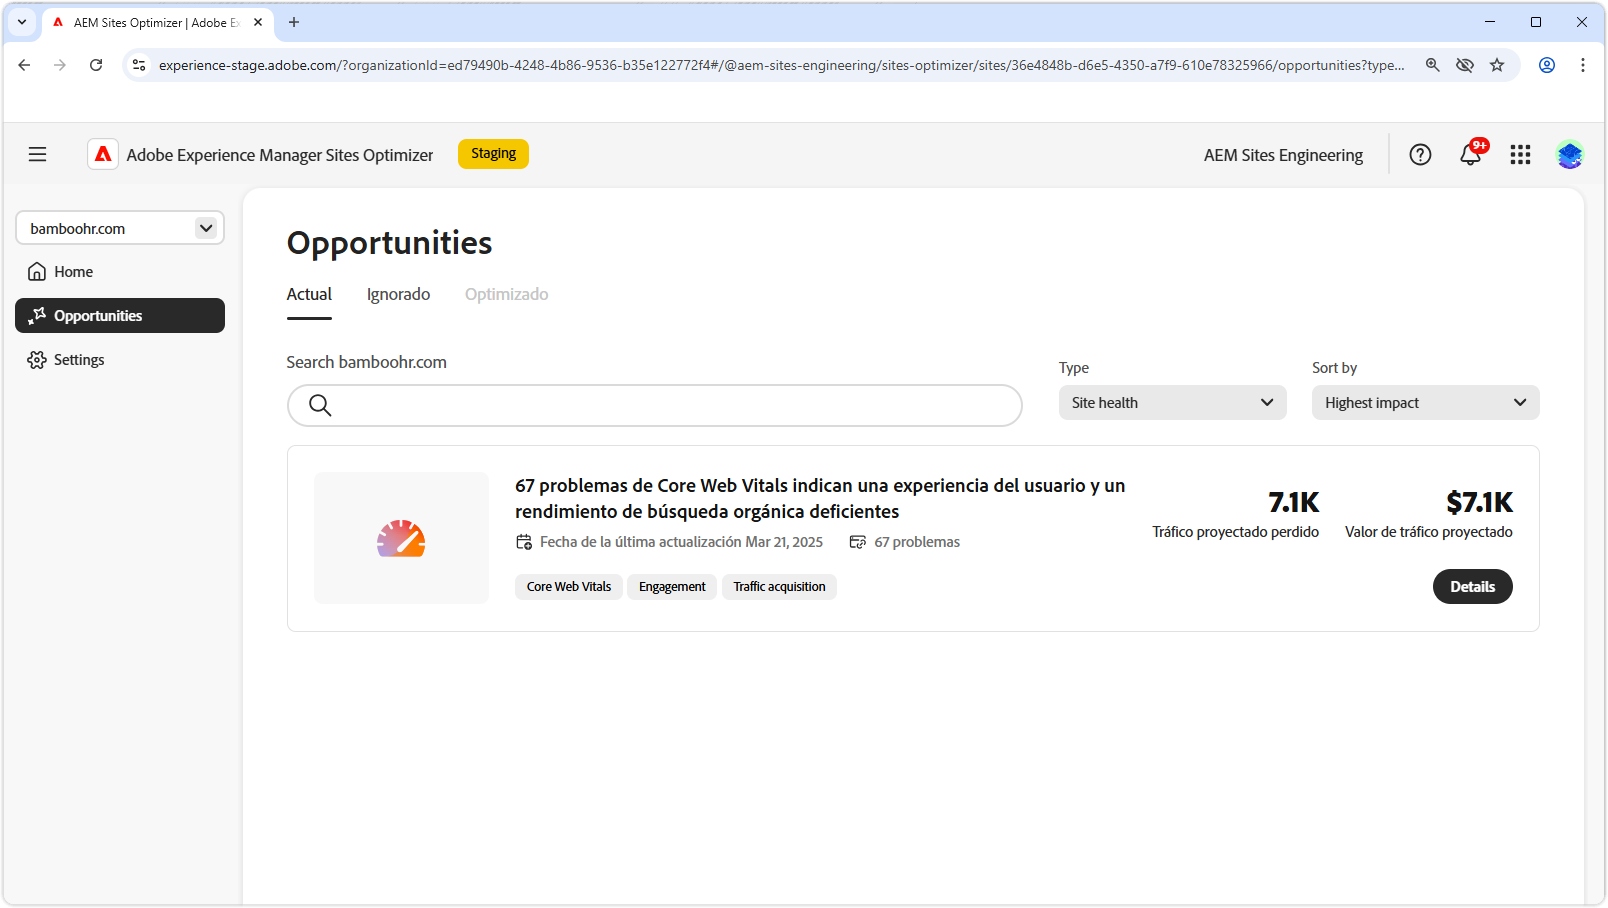 AEM Sites Optimizer | Adobe Ex
experience-stage.adobe.com/?organizationId=ed79490b-4248-4b86-9536-b35e122772f4#/@aem-sites-engineering/sites-optimizer/sites/36e4848b-d6e5-4350-a7f9-610e78325966/opportunities?type...
Adobe Experience Manager Sites Optimizer
Staging
AEM Sites Engineering
9+
bamboohr.com
Home
Opportunities
Settings
Opportunities
Actual Ignorado Optimizado
Search bamboohr.com
Type
Site health
Sort by
Highest impact
67 problemas de Core Web Vitals indican una experiencia del usuario y un
rendimiento de búsqueda orgánica deficientes
Fecha de la última actualización Mar 21, 2025 67 problemas
Core Web Vitals Engagement Traffic acquisition
7.1K
Tráfico proyectado perdido
$7.1K
Valor de tráfico proyectado
Details